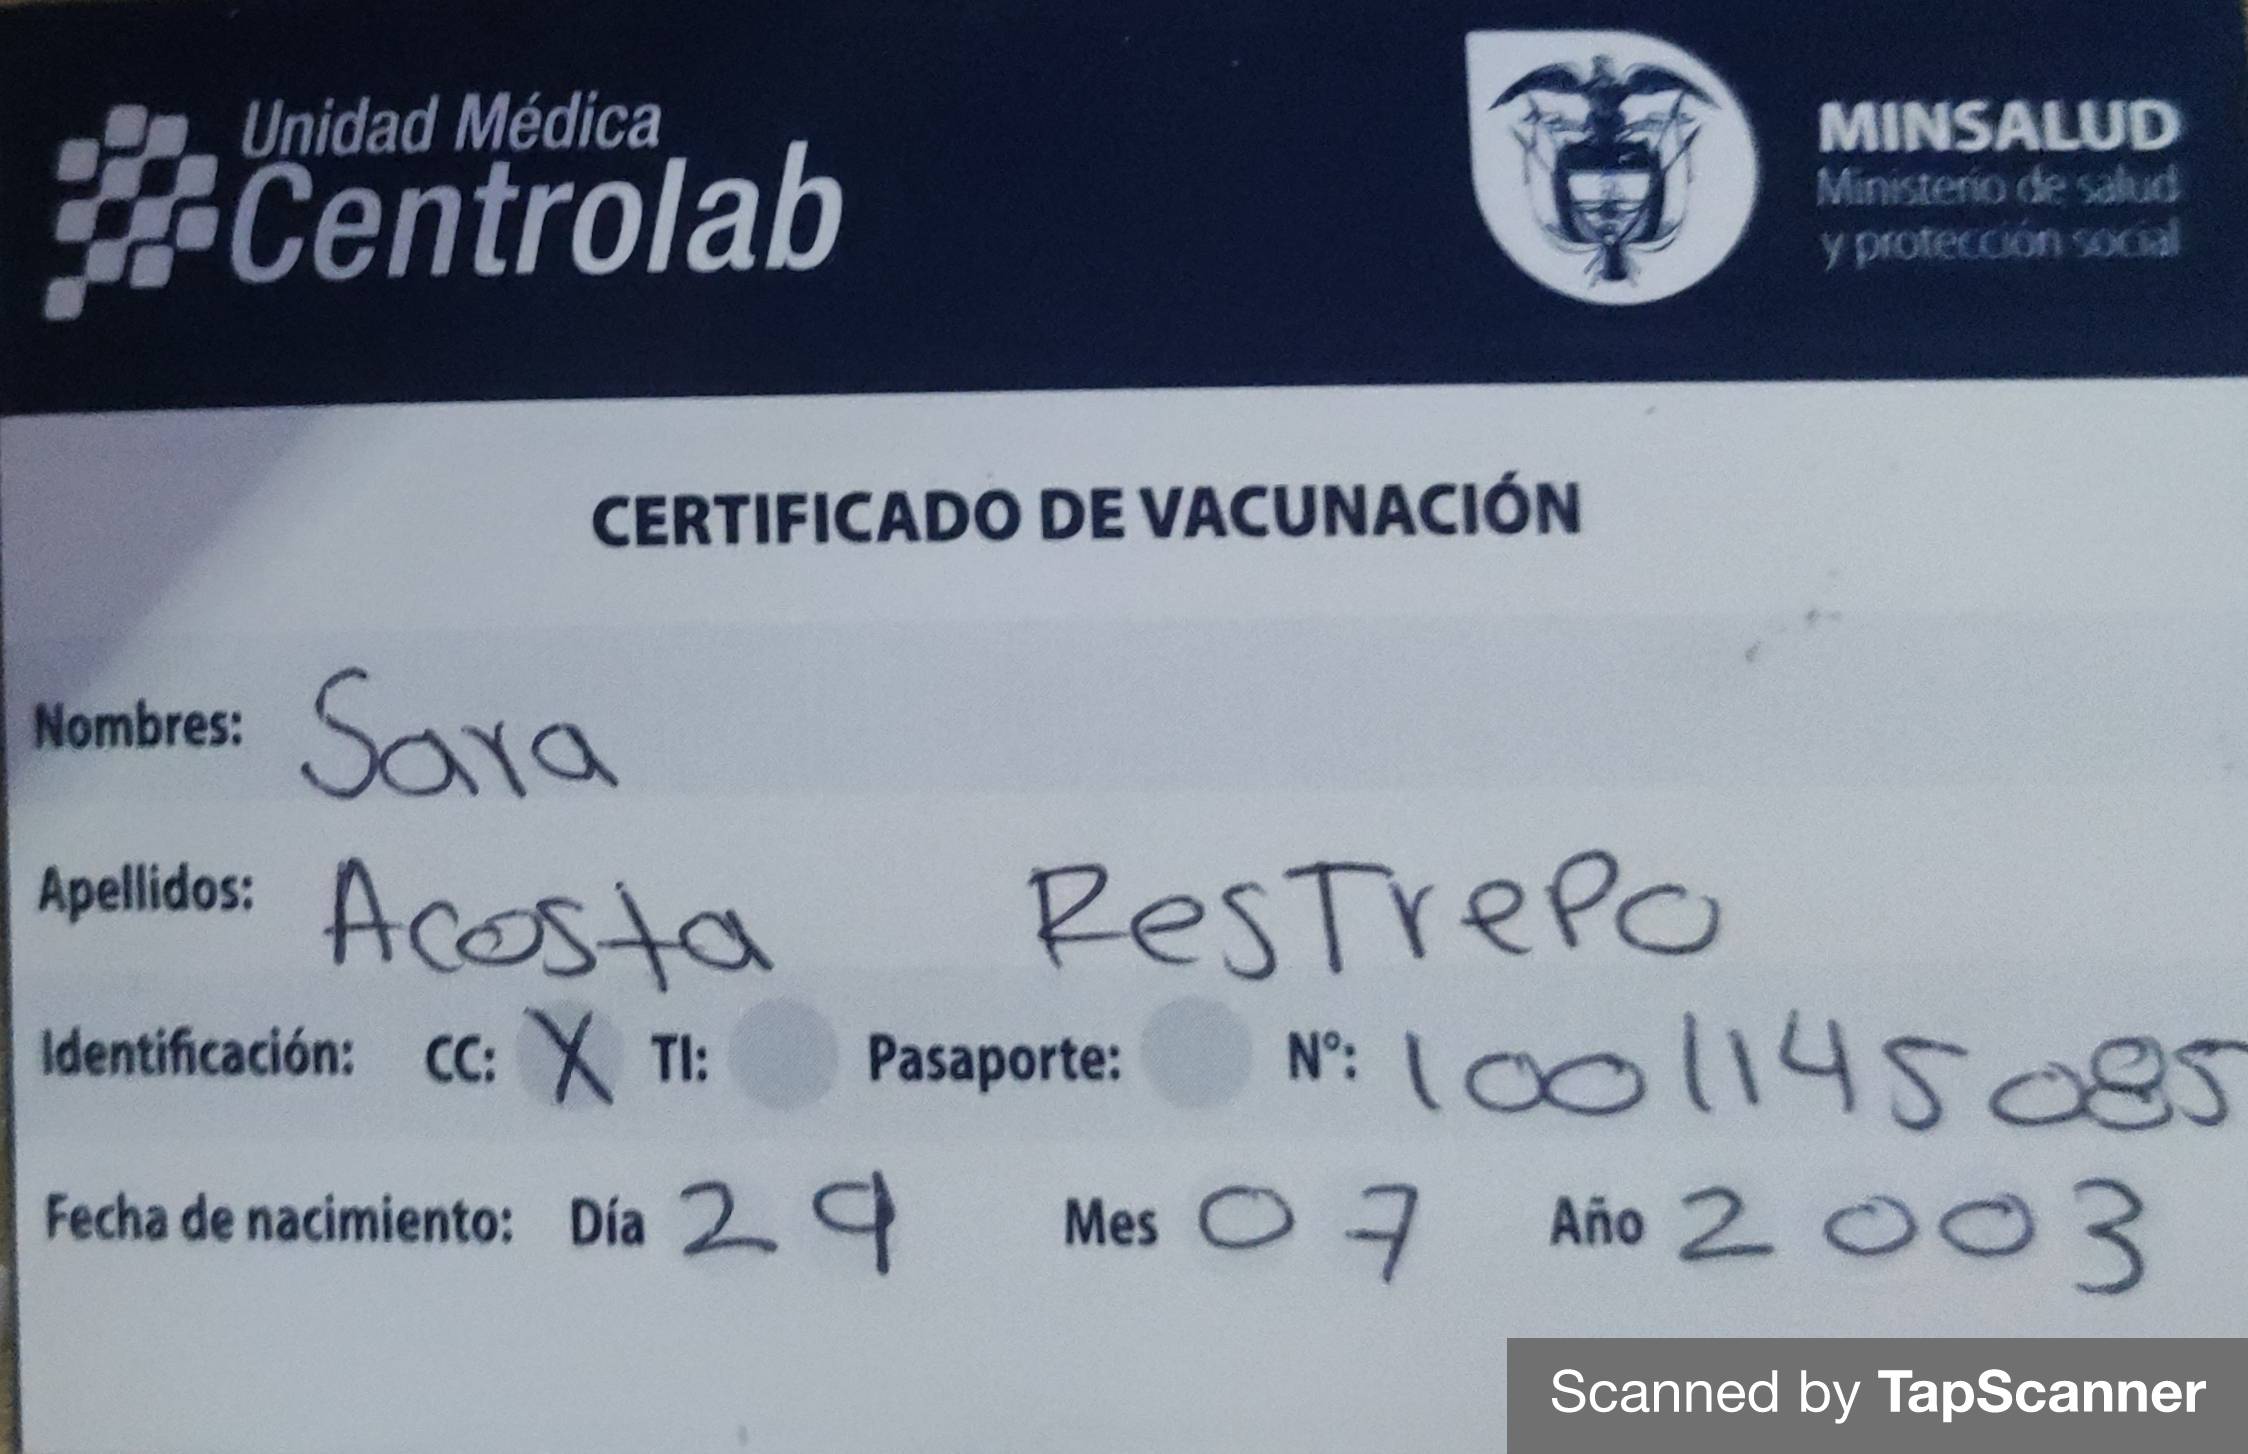 Unidad Médica
Centrolab
MINSALUD
Ministerio de salud
y protección social
CERTIFICADO DE VACUNACIÓN
Nombres: Sara
Apellidos: Acosta ResTrepo
Identificación: CC: X TI: Pasaporte: N°: 1001145085
Fecha de nacimiento: Día 29 Mes 07 Año 2003
Scanned by TapScanner